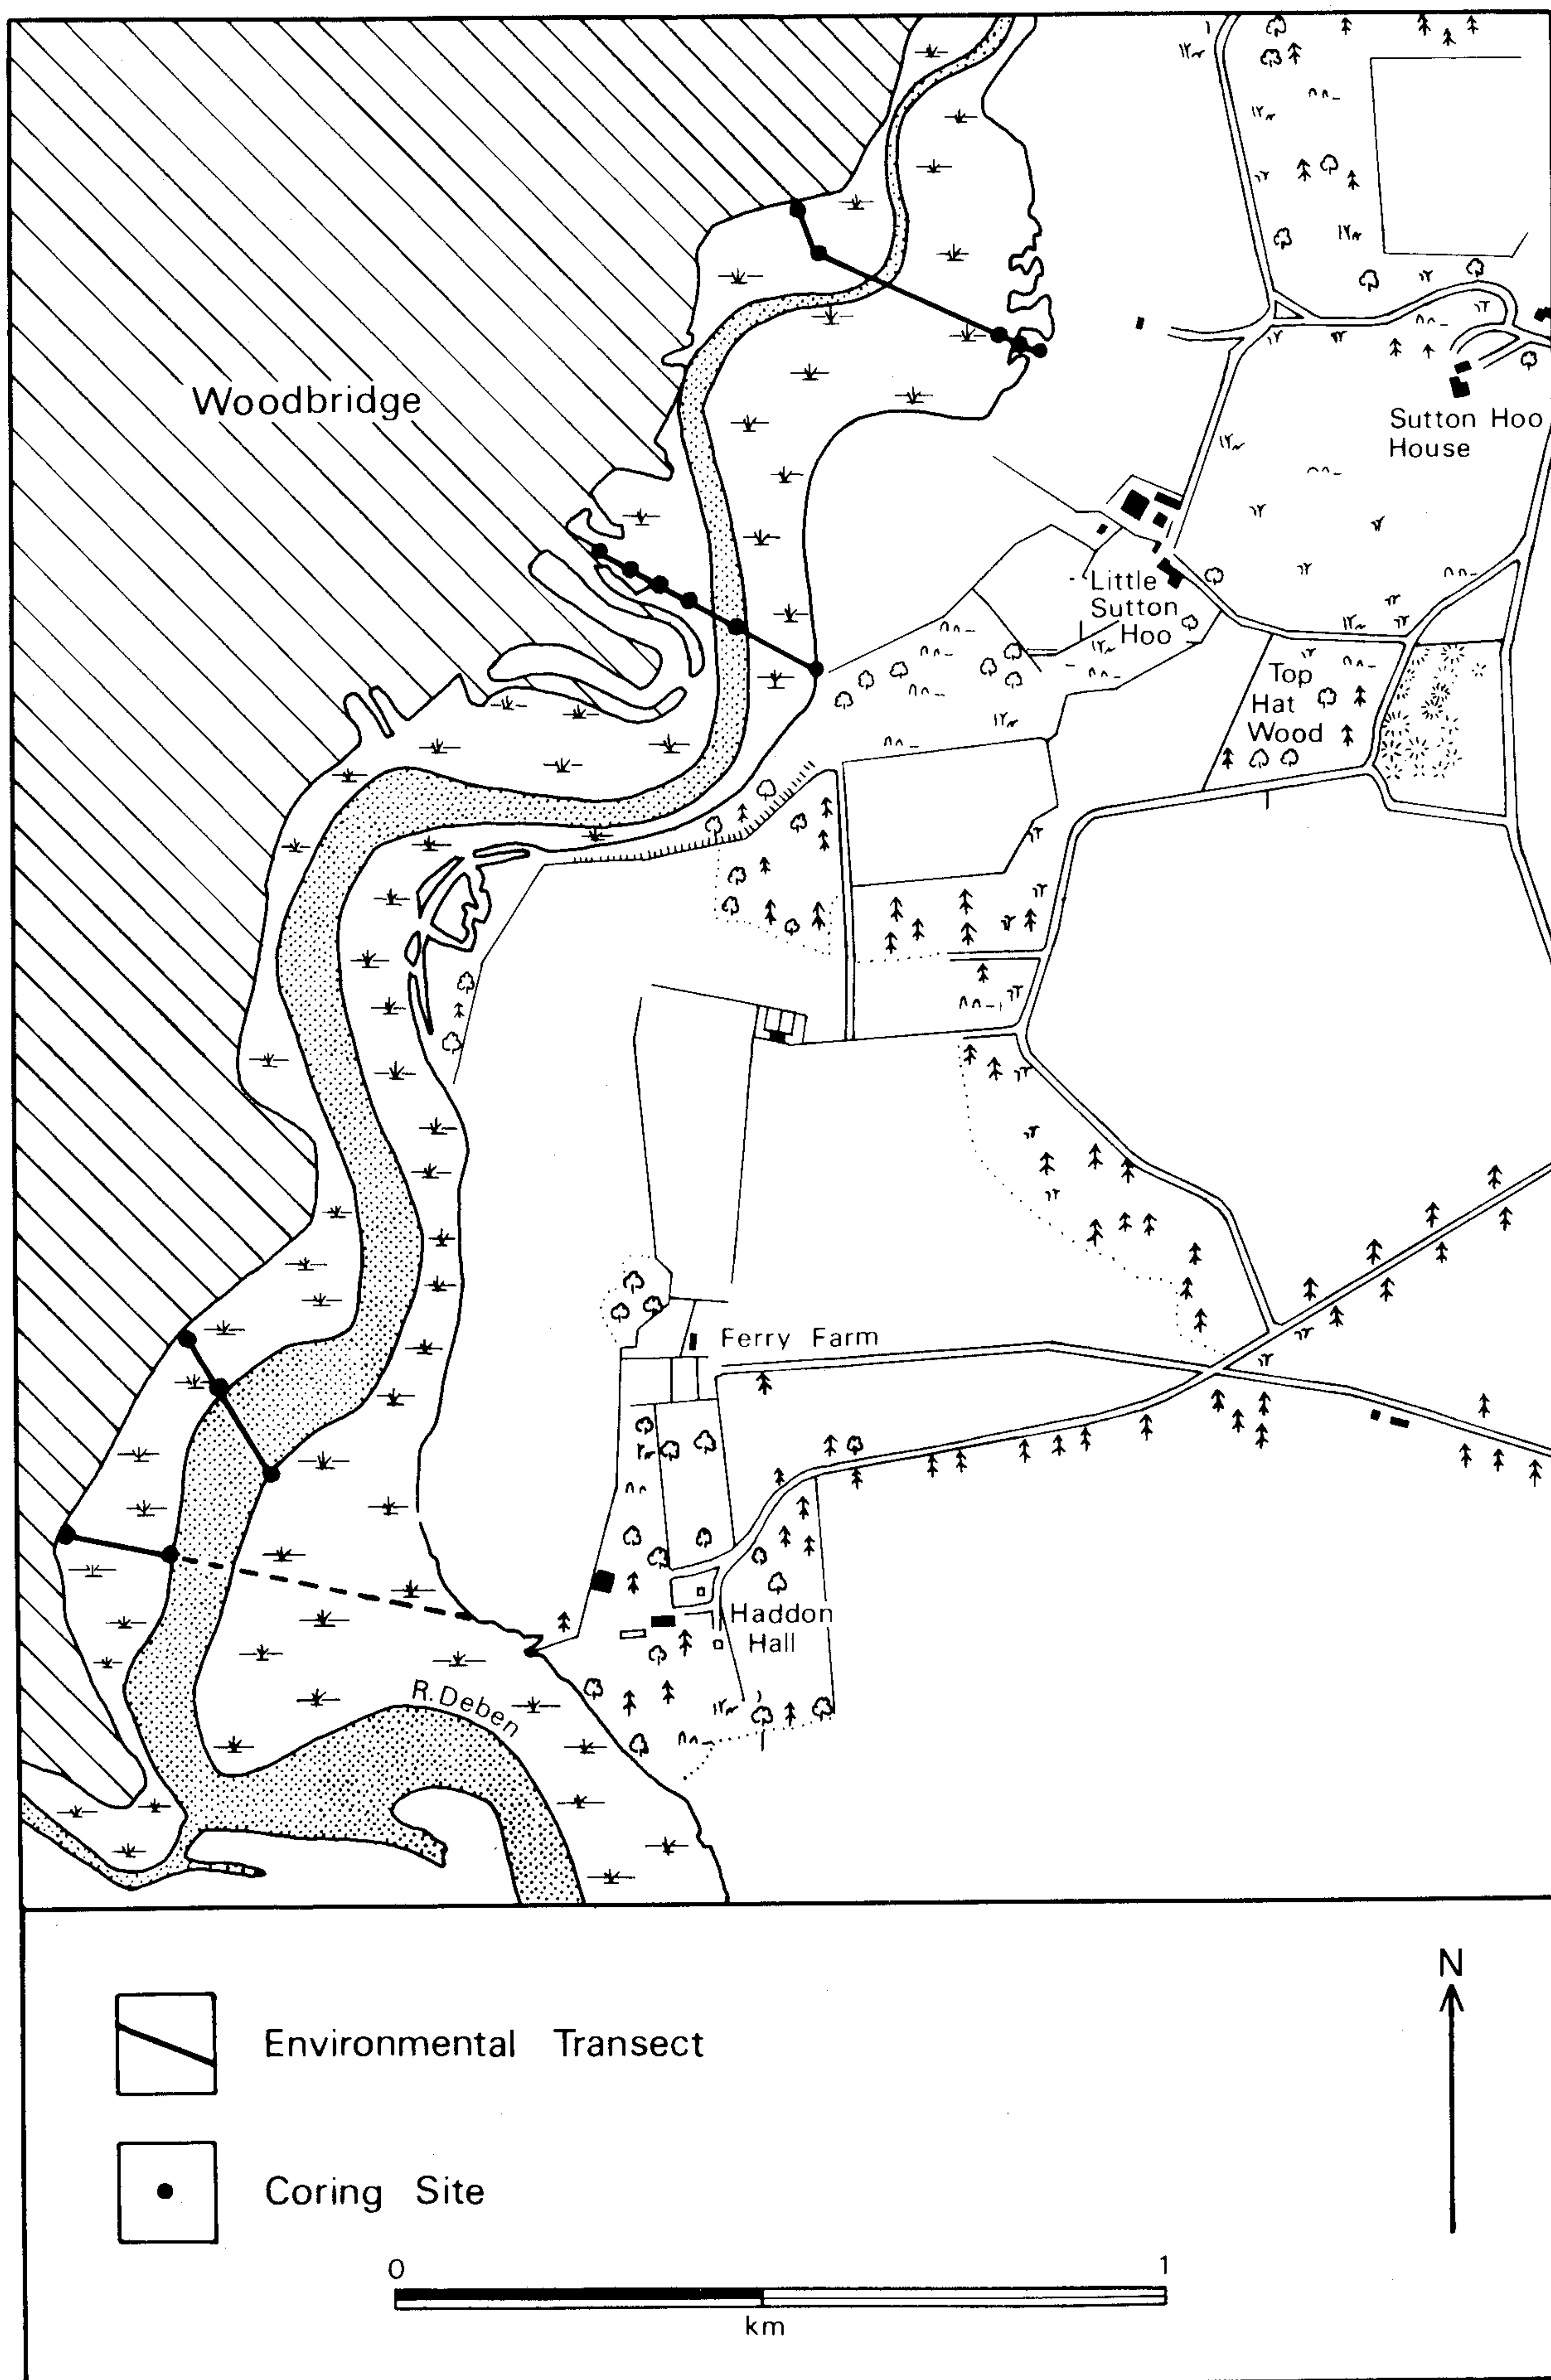 Woodbridge
Sutton Hoo
House
Little
Sutton
Hoo
Top
Hat
Wood
Ferry Farm
Haddon
Hall
R. Deben
Environmental Transect
Coring Site
N
0 1
km